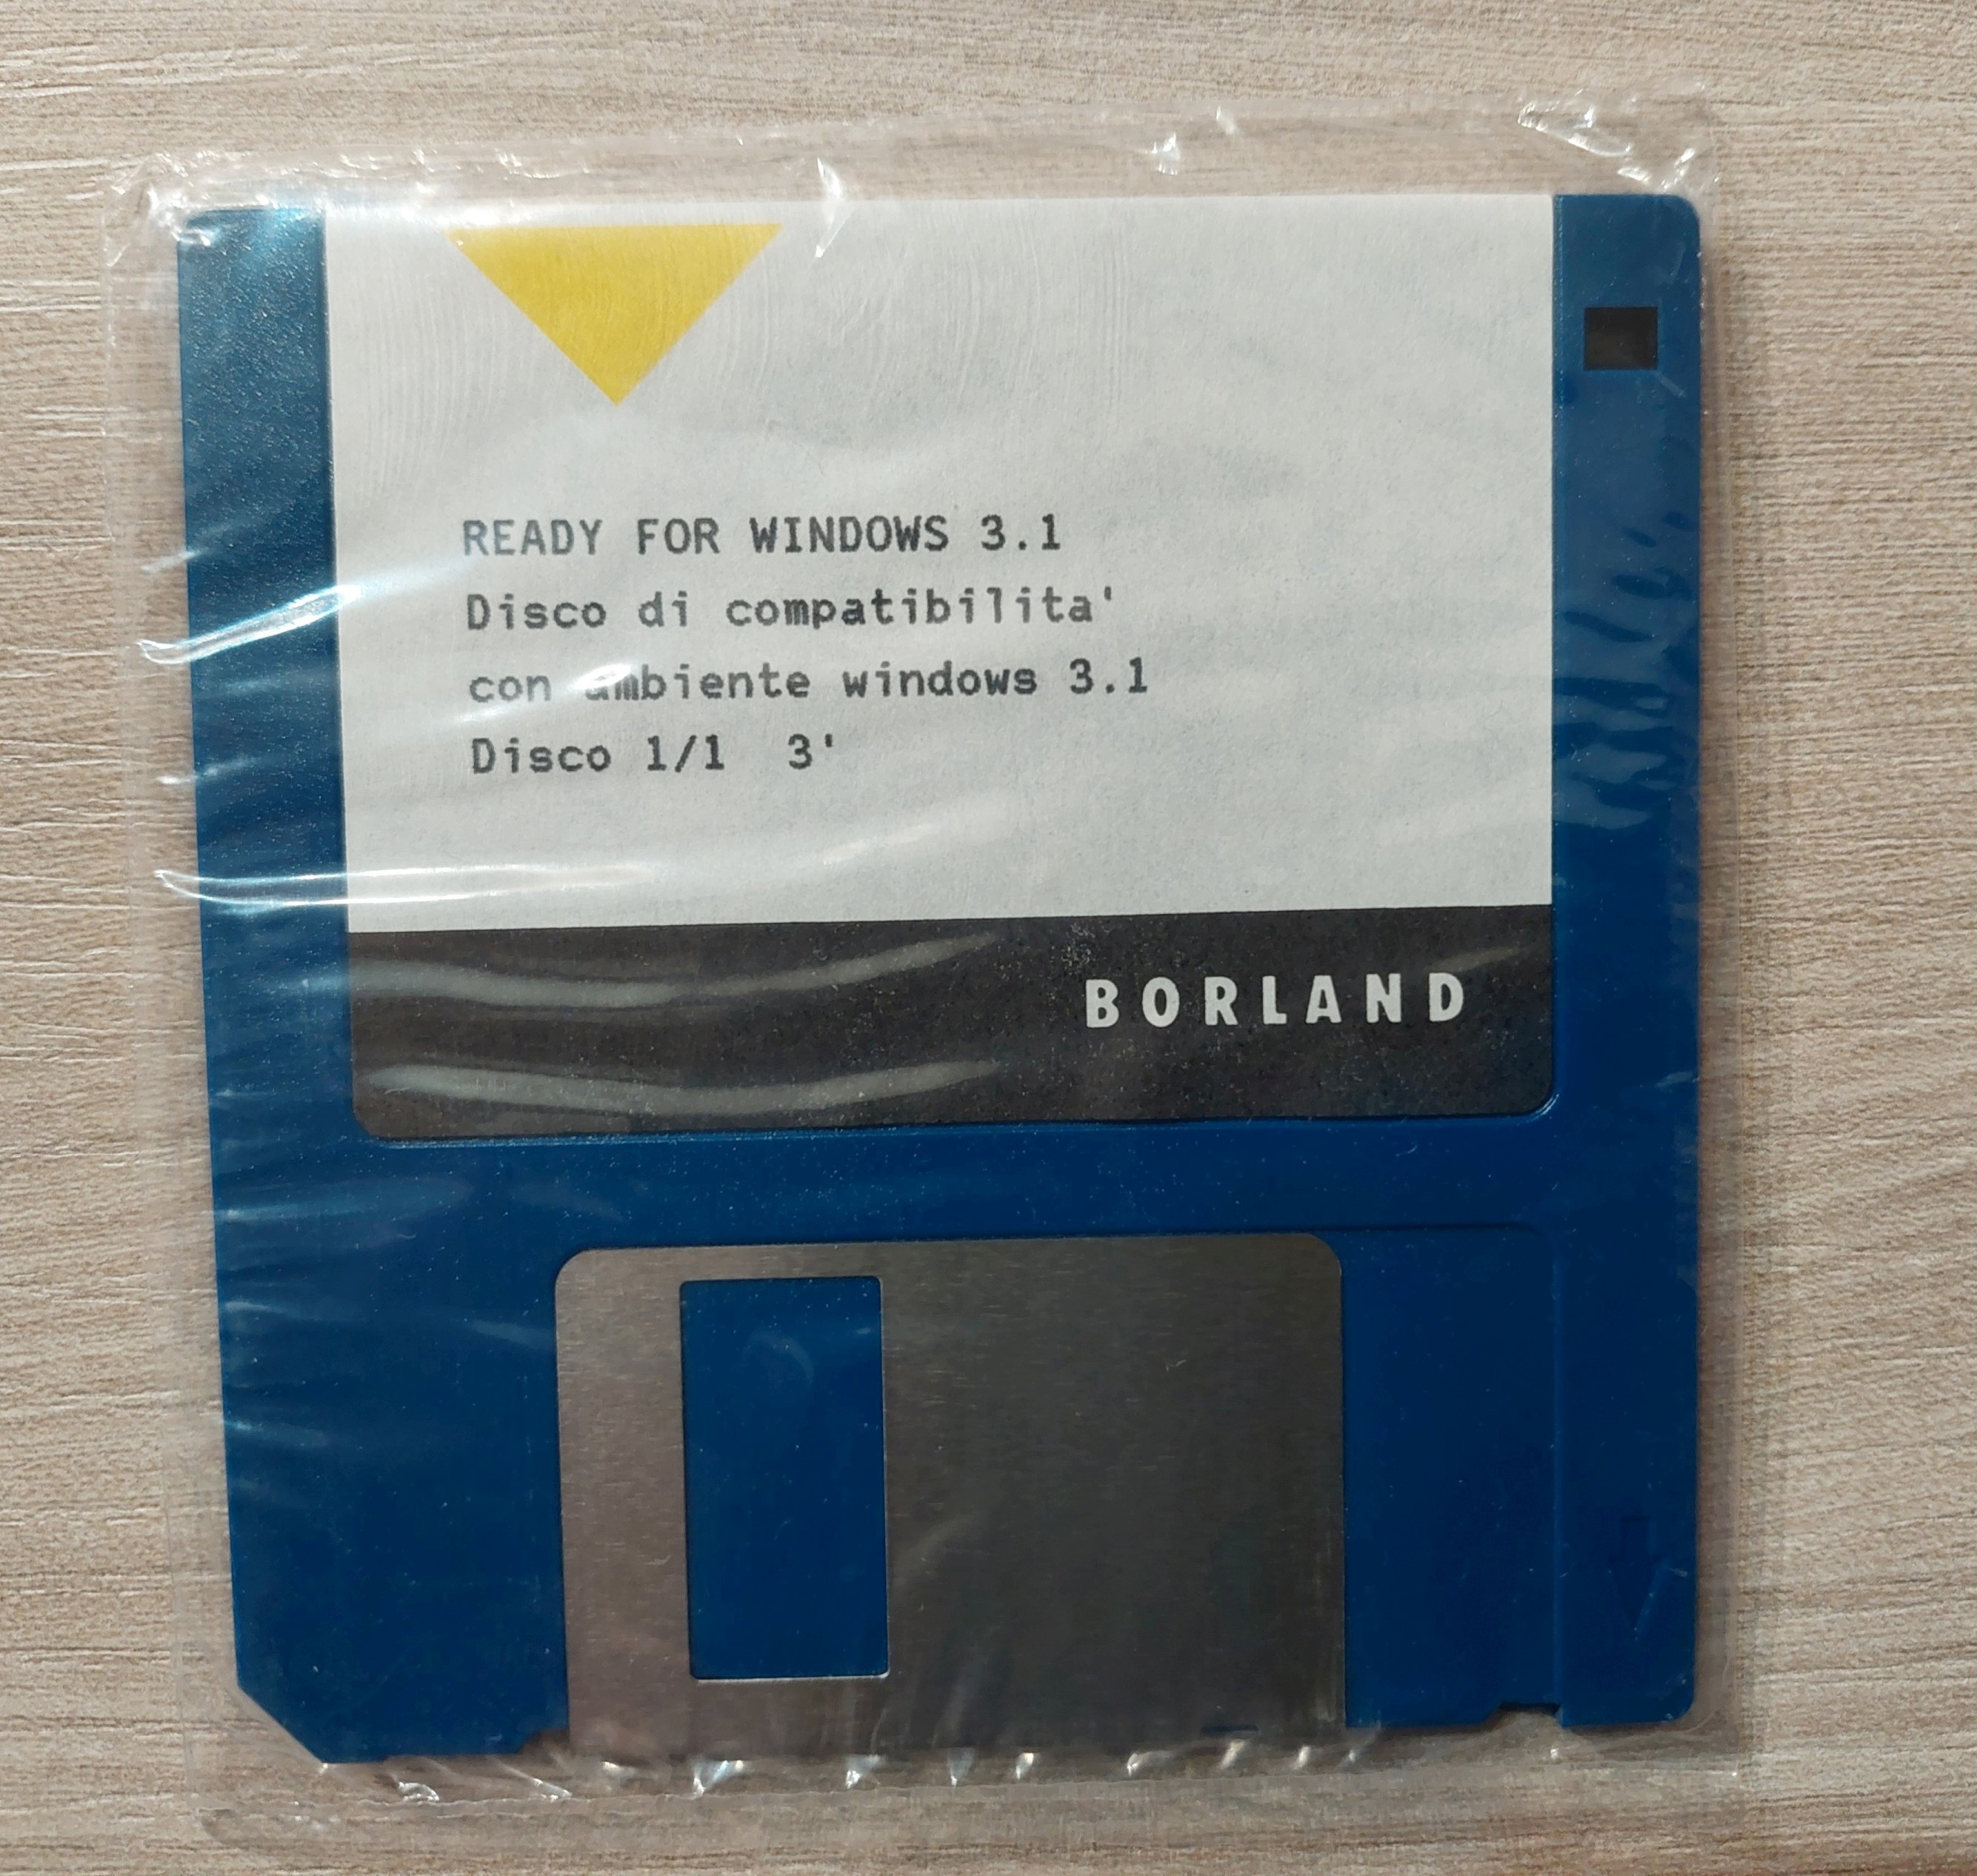 READY FOR WINDOWS 3.1
Disco di compatibilita'
con ambiente windows 3.1
Disco 1/1  3'
BORLAND